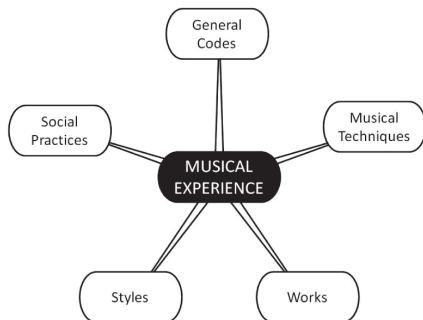 General
Codes
Social
Practices
Musical
Techniques
MUSICAL
EXPERIENCE
Styles
Works